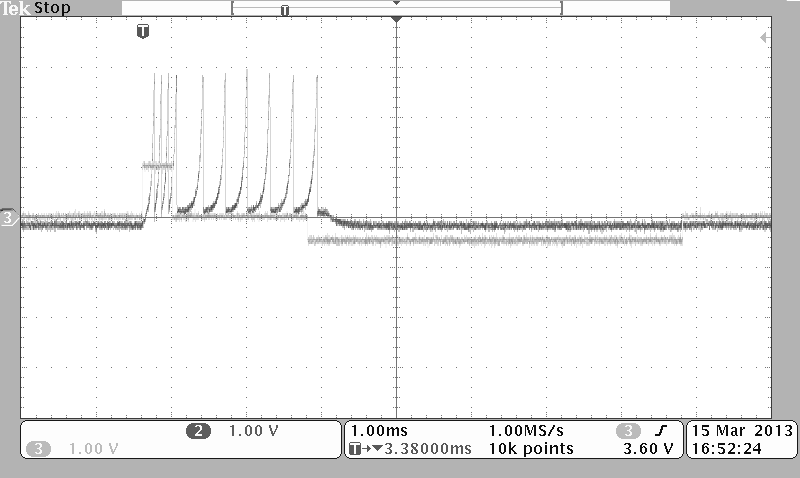 Tek Stop
T
T
3
2 1.00 V 1.00ms 1.00MS/s 3 15 Mar 2013
3 1.00 V T→▼3.38000ms 10k points 3.60 V 16:52:24